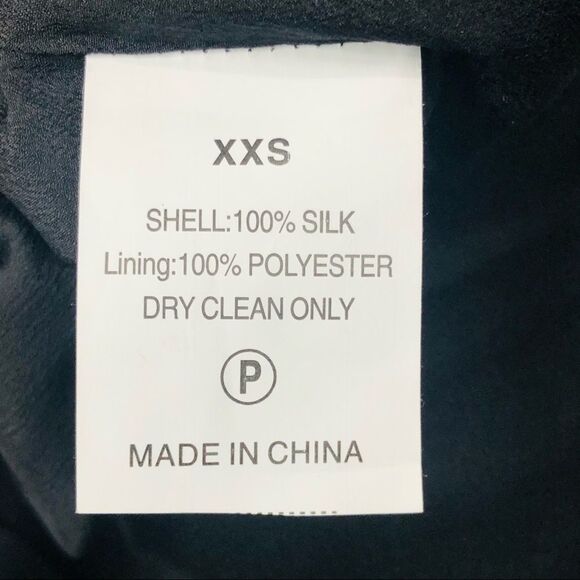 XXS
SHELL:100% SILK
Lining:100% POLYESTER
DRY CLEAN ONLY
P
MADE IN CHINA